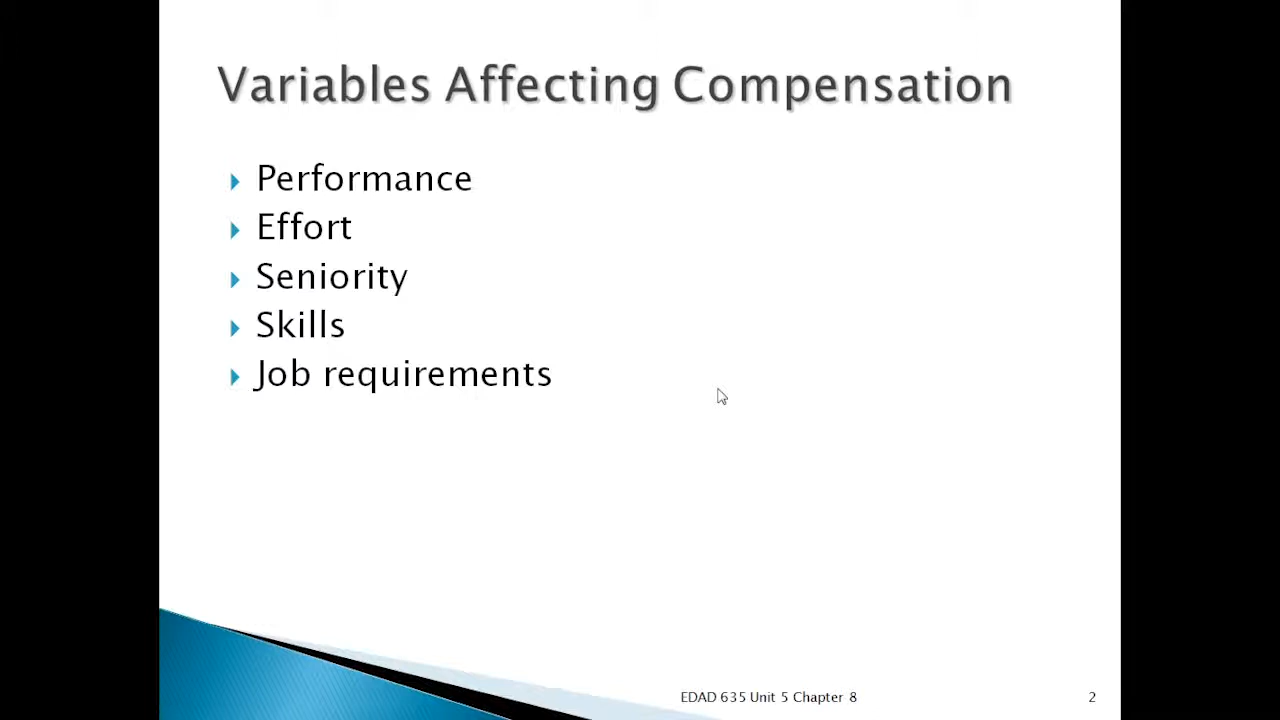 Variables Affecting Compensation
Performance
Effort
Seniority
Skills
Job requirements
EDAD 635 Unit 5 Chapter 8
2